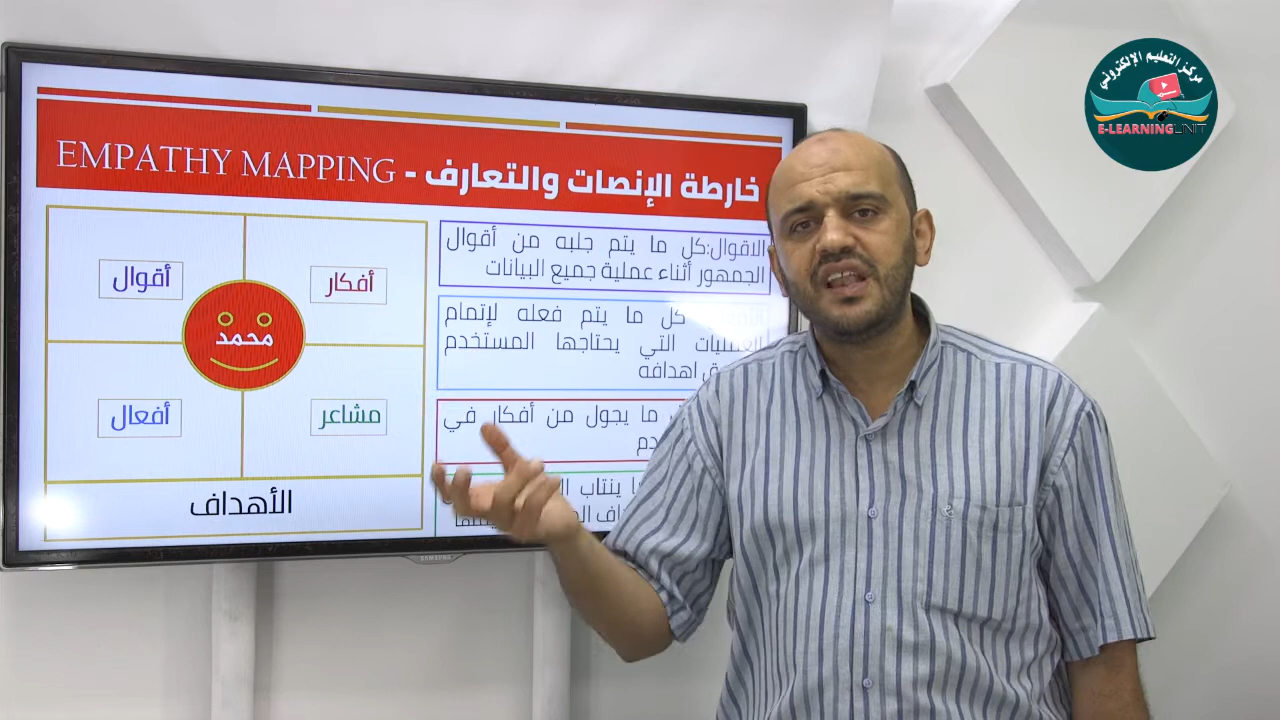 مركز التعليم الإلكتروني
E-LEARNING UNIT
خارطة الإنصات والتعارف - EMPATHY MAPPING
الاقوال:كل ما يتم جلبه من أقوال
الجمهور أثناء عملية جميع البيانات
كل ما يتم فعله لإتمام
العمليات التي يحتاجها المستخدم
اهدافه
ما يجول من أفكار في
ينتاب
أفكار
أقوال
محمد
مشاعر
أفعال
الأهداف
SAMSUNG